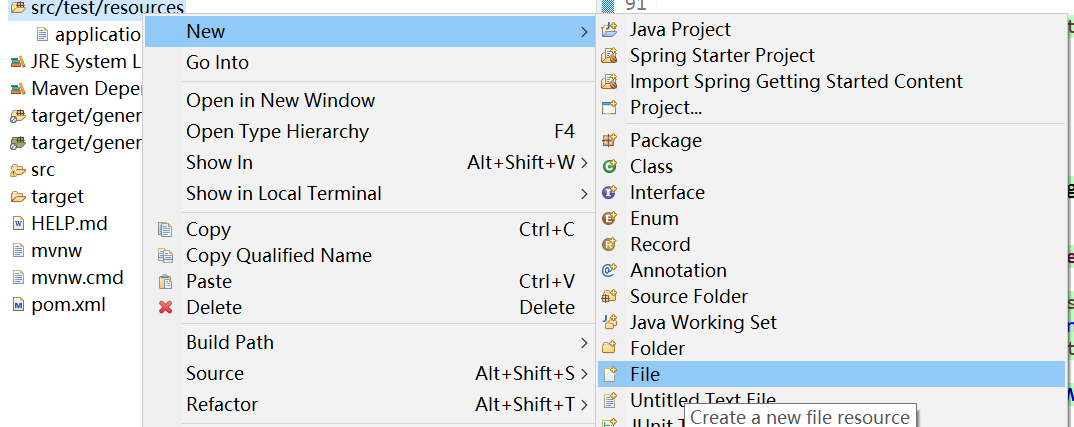 src/test/resources
applicatio
JRE System L
Maven Depe
target/gener
target/gener
src
target
HELP.md
mvnw
mvnw.cmd
pom.xml
New
Go Into
Open in New Window
Open Type Hierarchy F4
Show In Alt+Shift+W
Show in Local Terminal
Copy Ctrl+C
Copy Qualified Name
Paste Ctrl+V
Delete Delete
Build Path
Source Alt+Shift+S
Refactor Alt+Shift+T
91
Java Project
Spring Starter Project
Import Spring Getting Started Content
Project...
Package
Class
Interface
Enum
Record
Annotation
Source Folder
Java Working Set
Folder
File
Untitled Text File
JUnit T
Create a new file resource